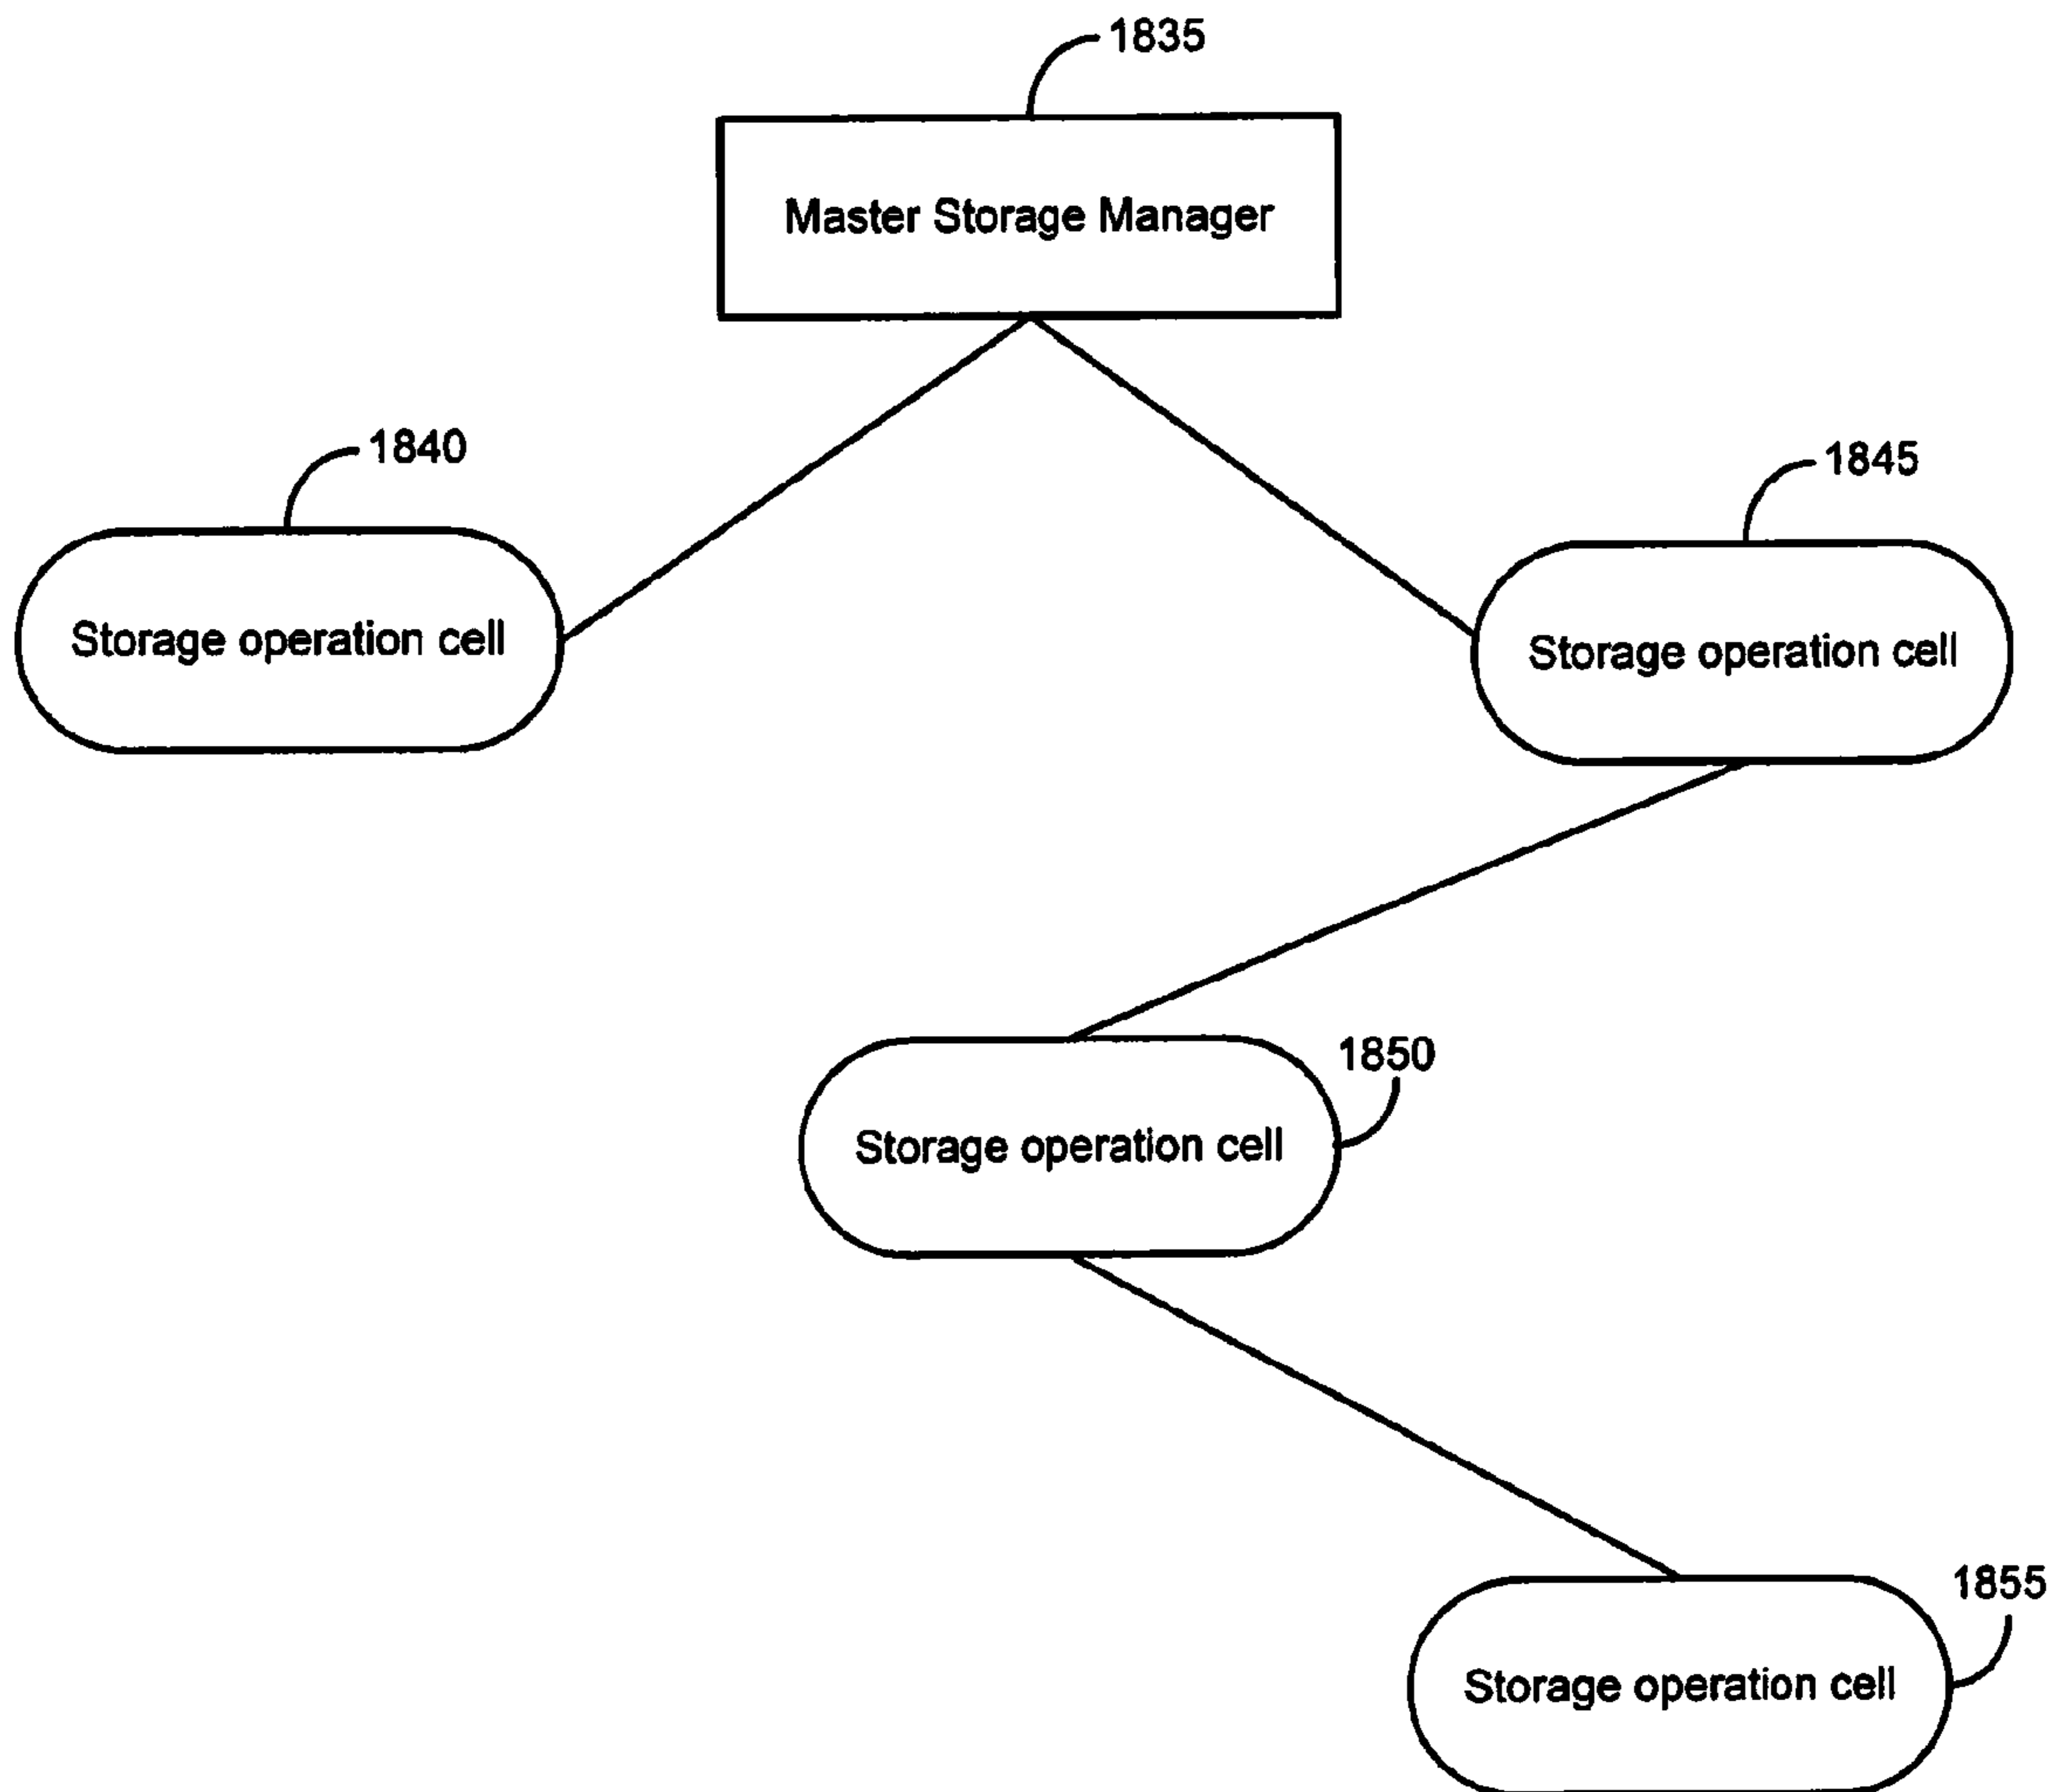 1835
Master Storage Manager
1840
1845
Storage operation cell
Storage operation cell
1850
Storage operation cell
1855
Storage operation cell